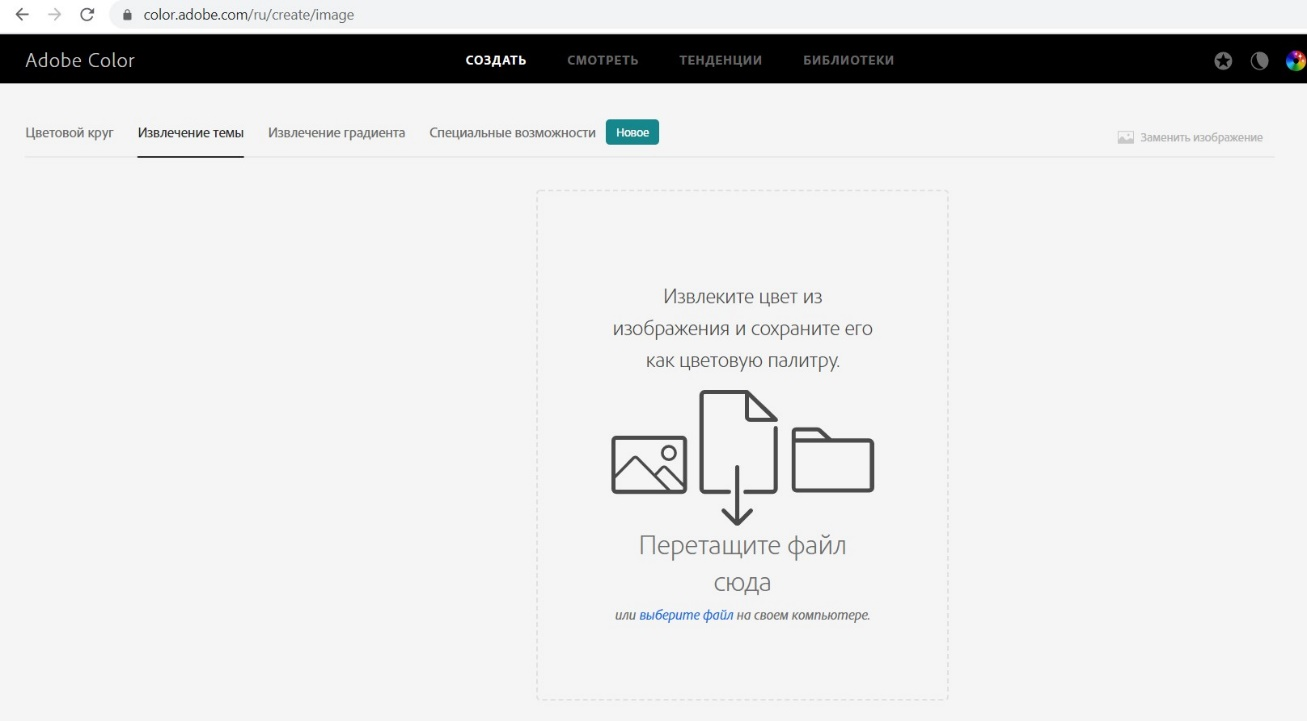 color.adobe.com/ru/create/image
Adobe Color
СОЗДАТЬ СМОТРЕТЬ ТЕНДЕНЦИИ БИБЛИОТЕКИ
Цветовой круг Извлечение темы Извлечение градиента Специальные возможности Новое
Заменить изображение
Извлеките цвет из
изображения и сохраните его
как цветовую палитру.
Перетащите файл
сюда
или выберите файл на своем компьютере.